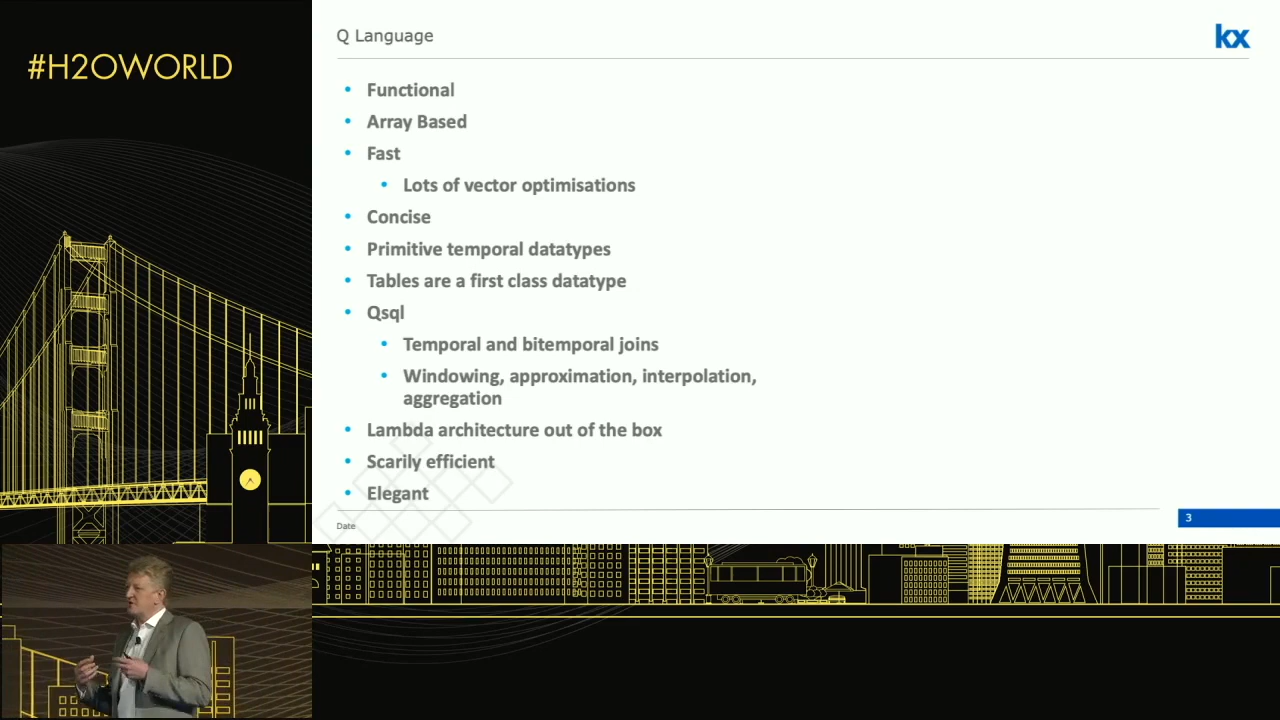 #H2OWORLD
Q Language
kx
• Functional
• Array Based
• Fast
• Lots of vector optimisations
• Concise
• Primitive temporal datatypes
• Tables are a first class datatype
• Qsql
• Temporal and bitemporal joins
• Windowing, approximation, interpolation,
aggregation
• Lambda architecture out of the box
• Scarily efficient
• Elegant
Date
3